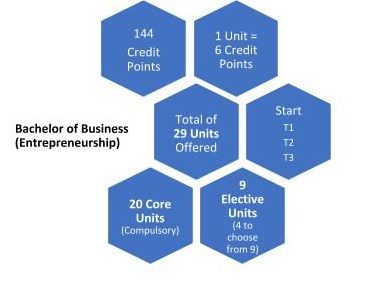 144
Credit
Points
1 Unit =
6 Credit
Points
Bachelor of Business
(Entrepreneurship)
Total of
29 Units
Offered
Start
T1
T2
T3
20 Core
Units
(Compulsory)
9
Elective
Units
(4 to
choose
from 9)